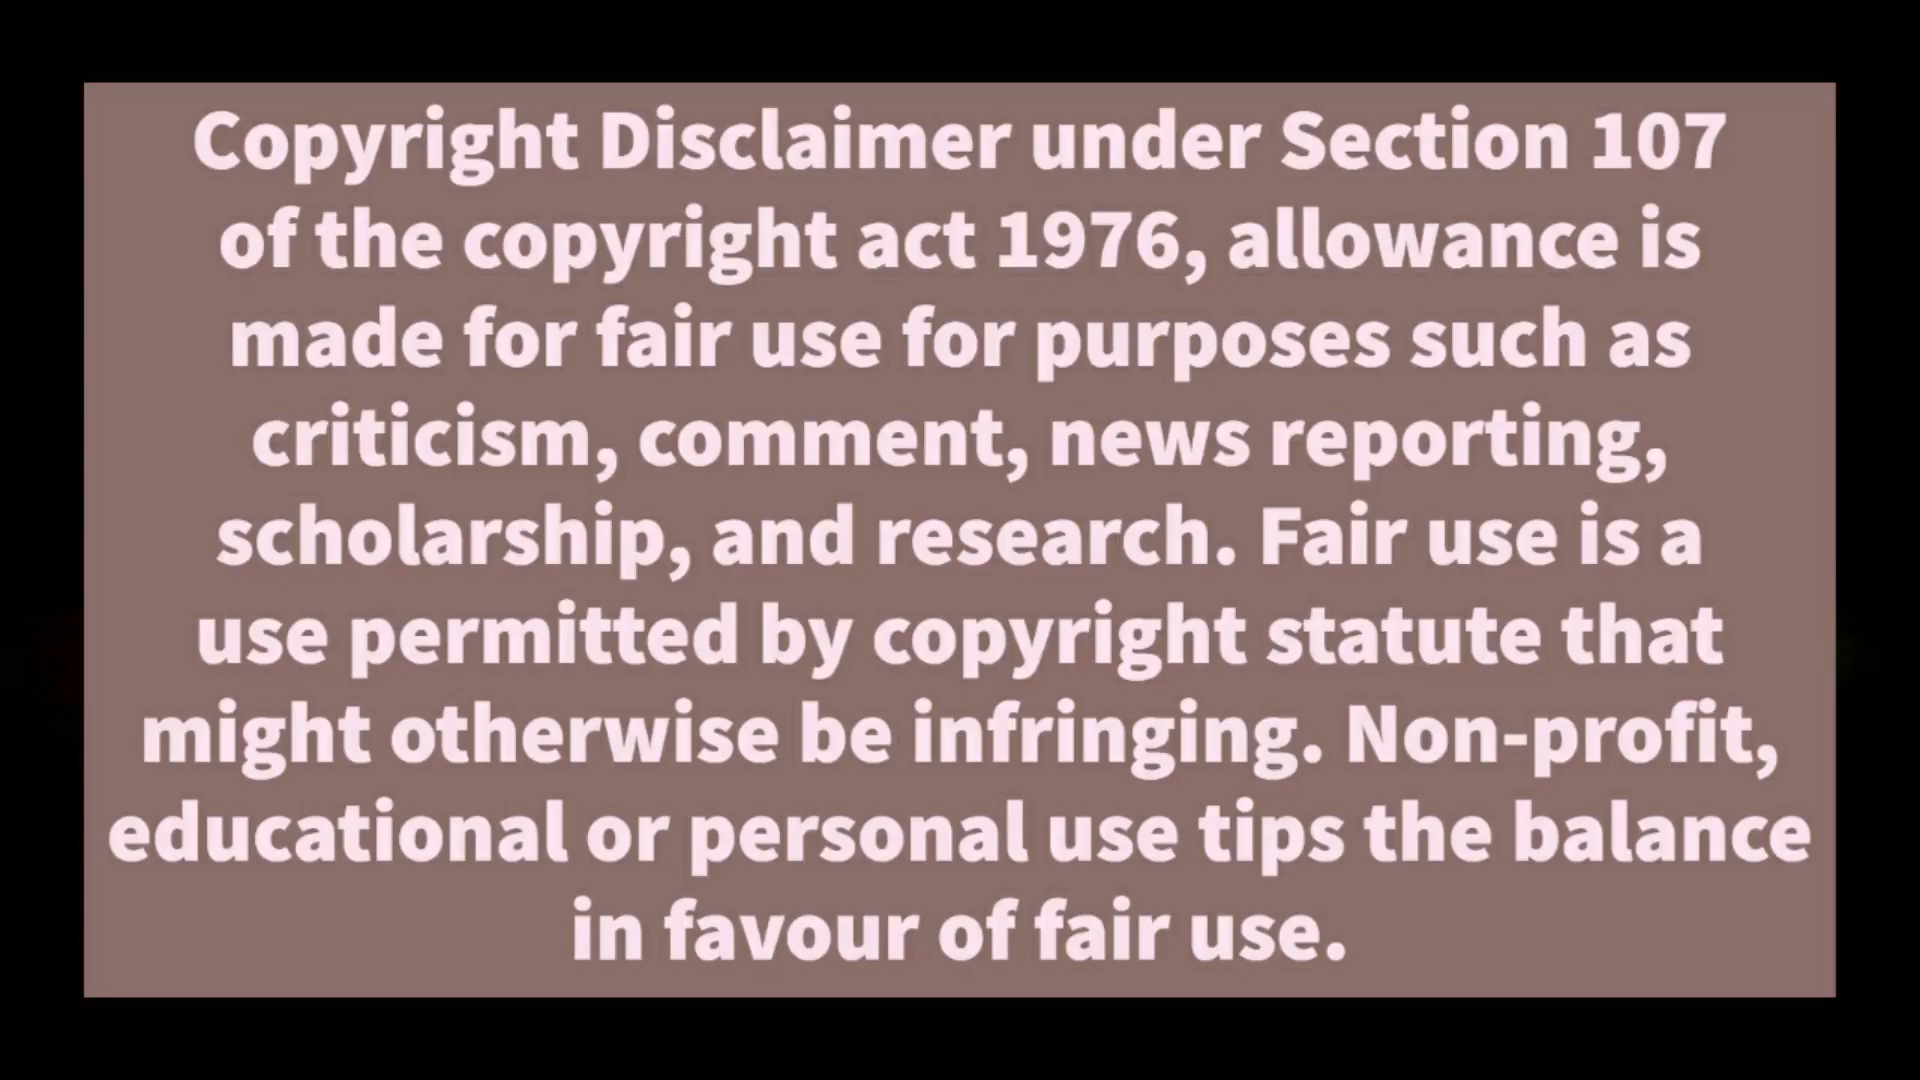 Copyright Disclaimer under Section 107
of the copyright act 1976, allowance is
made for fair use for purposes such as
criticism, comment, news reporting,
scholarship, and research. Fair use is a
use permitted by copyright statute that
might otherwise be infringing. Non-profit,
educational or personal use tips the balance
in favour of fair use.